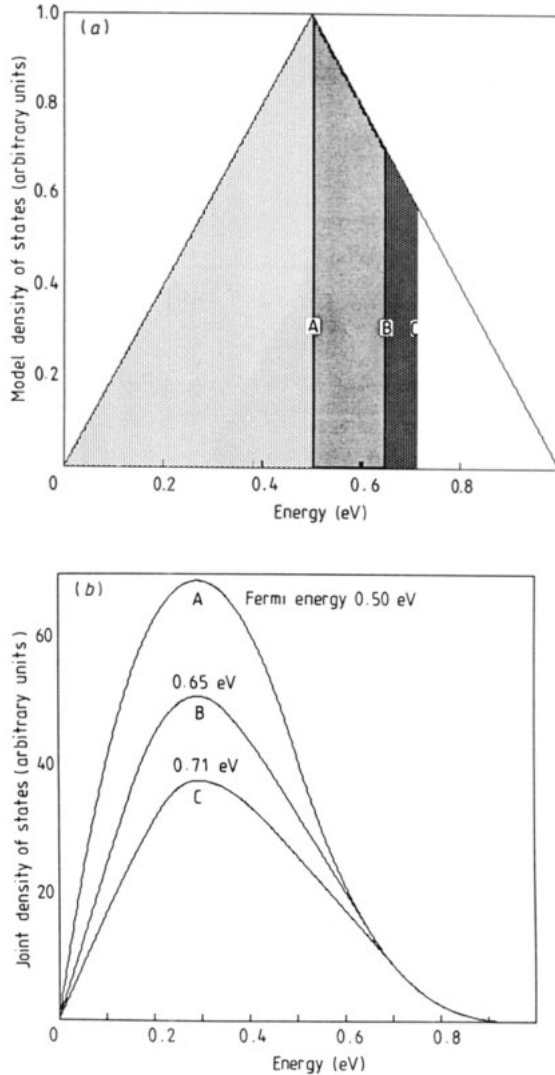 (a)
1.0
0.8
0.6
0.4
0.2
Model density of states (arbitrary units)
A
B
C
0
0.2
0.4
0.6
0.8
Energy (eV)
(b)
A
Fermi energy 0.50 eV
0.65 eV
B
0.71 eV
C
60
40
20
Joint density of states (arbitrary units)
0
0.2
0.4
0.6
0.8
Energy (eV)